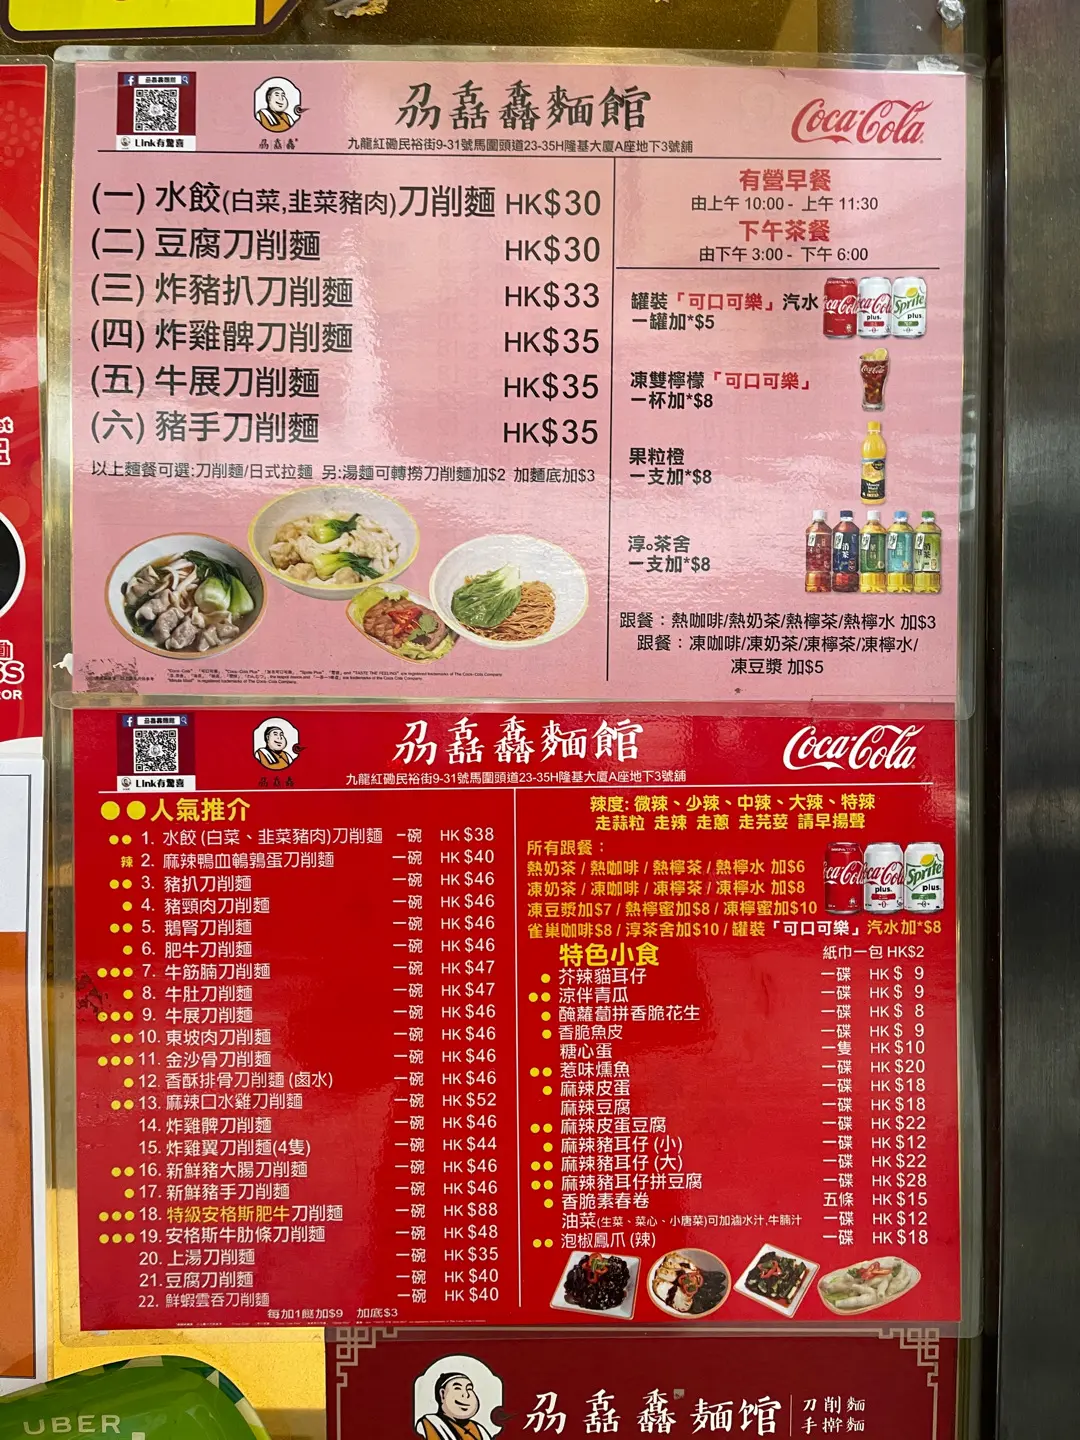 刕磊馫麵館
Link有驚喜
Coca-Cola
九龍紅磡民裕街9-31號馬圍頭道23-35H隆基大廈A座地下3號舖
(一) 水餃(白菜,韭菜豬肉)刀削麵 HK$30
(二) 豆腐刀削麵 HK$30
(三) 炸豬扒刀削麵 HK$33
(四) 炸雞髀刀削麵 HK$35
(五) 牛展刀削麵 HK$35
(六) 豬手刀削麵 HK$35
以上麵餐可選:刀削麵/日式拉麵 另:湯麵可轉撈刀削麵加$2 加麵底加$3
有營早餐
由上午 10:00 - 上午 11:30
下午茶餐
由下午 3:00 - 下午 6:00
罐裝「可口可樂」汽水
一罐加*$5
凍雙檸檬「可口可樂」
一杯加*$8
果粒橙
一支加*$8
淳。茶舍
一支加*$8
跟餐：熱咖啡/熱奶茶/熱檸茶/熱檸水 加$3
跟餐：凍咖啡/凍奶茶/凍檸茶/凍檸水/
凍豆漿 加$5
麵館
Link有驚喜
Coca-Cola
九龍紅磡民裕街9-31號馬圍頭道23-35H隆基大廈A座地下3號舖
人氣推介
1. 水餃 (白菜、韭菜豬肉)刀削麵 一碗 HK $38
辣 2. 麻辣鴨血鵪鶉蛋刀削麵 一碗 HK $40
3. 豬扒刀削麵 一碗 HK $46
4. 豬頸肉刀削麵 一碗 HK $46
5. 鵝腎刀削麵 一碗 HK $46
6. 肥牛刀削麵 一碗 HK $46
7. 牛筋腩刀削麵 一碗 HK $47
8. 牛肚刀削麵 一碗 HK $47
9. 牛展刀削麵 一碗 HK $46
10. 東坡肉刀削麵 一碗 HK $46
11. 金沙骨刀削麵 一碗 HK $46
12. 香酥排骨刀削麵 (鹵水) 一碗 HK $46
13. 麻辣口水雞刀削麵 一碗 HK $52
14. 炸雞髀刀削麵 一碗 HK $46
15. 炸雞翼刀削麵(4隻) 一碗 HK $44
16. 新鮮豬大腸刀削麵 一碗 HK $46
17. 新鮮豬手刀削麵 一碗 HK $46
18. 特級安格斯肥牛刀削麵 一碗 HK $88
19. 安格斯牛肋條刀削麵 一碗 HK $48
20. 上湯刀削麵 一碗 HK $35
21. 豆腐刀削麵 一碗 HK $40
22. 鮮蝦雲吞刀削麵 一碗 HK $40
每加1餸加$9 加底$3
辣度: 微辣、少辣、中辣、大辣、特辣
走蒜粒 走辣 走蔥 走芫荽 請早揚聲
所有跟餐：
熱奶茶 / 熱咖啡 / 熱檸茶 / 熱檸水 加$6
凍奶茶 / 凍咖啡 / 凍檸茶 / 凍檸水 加$8
凍豆漿加$7 / 熱檸蜜加$8 / 凍檸蜜加$10
雀巢咖啡$8 / 淳茶舍加$10 / 罐裝「可口可樂」汽水加*$8
特色小食 紙巾一包 HK$2
芥辣貓耳仔 一碟 HK $ 9
涼伴青瓜 一碟 HK $ 9
醃蘿蔔拼香脆花生 一碟 HK $ 8
香脆魚皮 一碟 HK $ 9
糖心蛋 一隻 HK $10
惹味燻魚 一碟 HK $20
麻辣皮蛋 一碟 HK $18
麻辣豆腐 一碟 HK $18
麻辣皮蛋豆腐 一碟 HK $22
麻辣豬耳仔 (小) 一碟 HK $12
麻辣豬耳仔 (大) 一碟 HK $22
麻辣豬耳仔拼豆腐 一碟 HK $28
香脆素春卷 五條 HK $15
油菜(生菜、菜心、小唐菜)可加滷水汁,牛腩汁 一碟 HK $12
泡椒鳳爪 (辣) 一碟 HK $18
麺馆
刀削麵
手擀麵
UBER